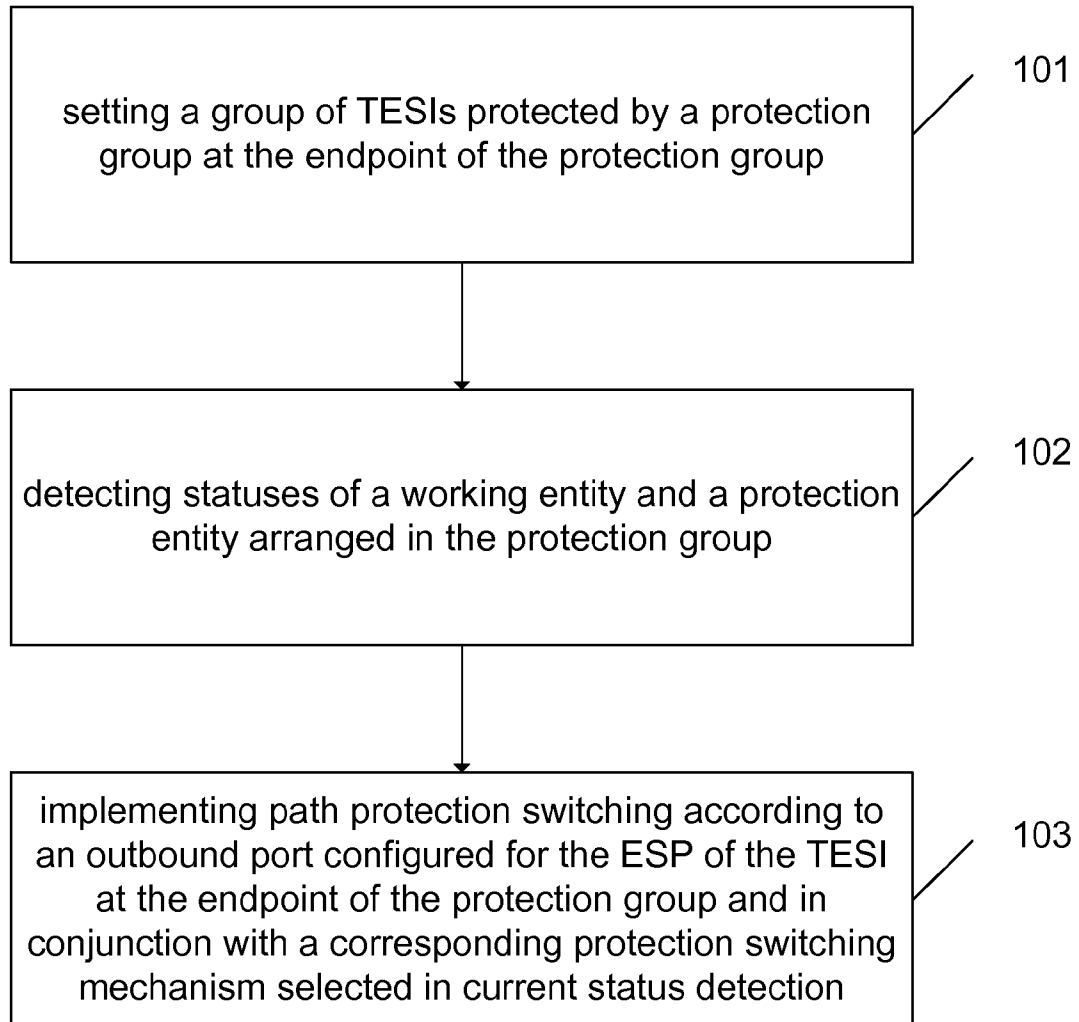 101
setting a group of TESIs protected by a protection
group at the endpoint of the protection group
102
detecting statuses of a working entity and a protection
entity arranged in the protection group
103
implementing path protection switching according to
an outbound port configured for the ESP of the TESI
at the endpoint of the protection group and in
conjunction with a corresponding protection switching
mechanism selected in current status detection